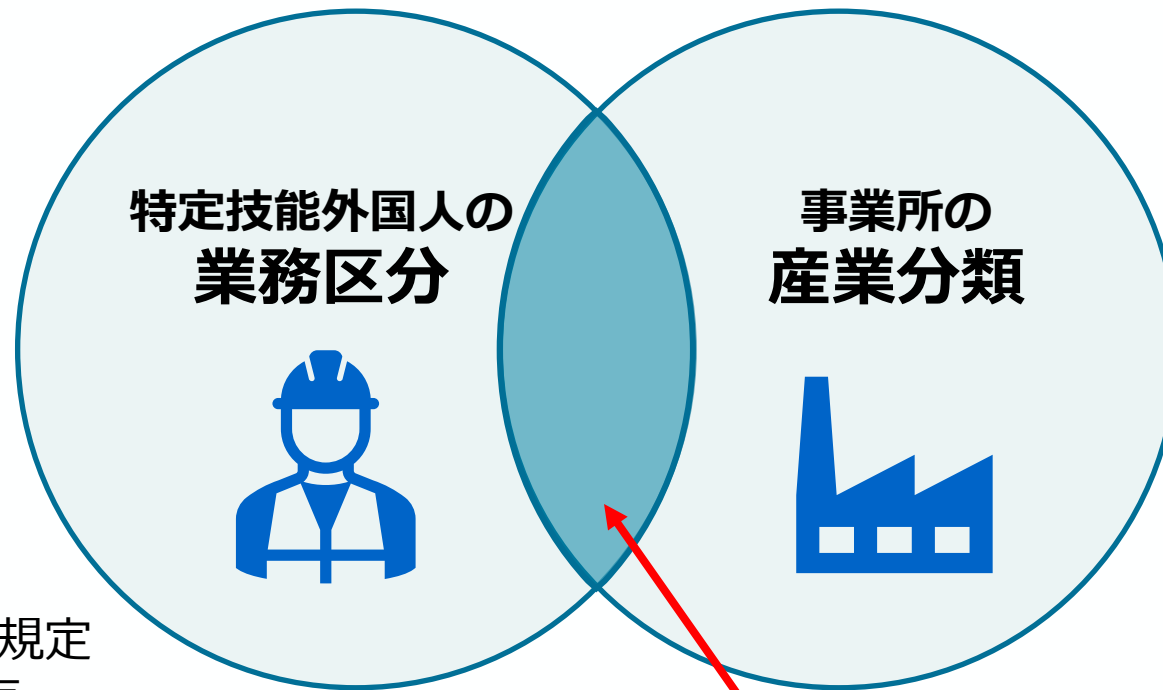 特定技能外国人の
業務区分
事業所の
産業分類
規定